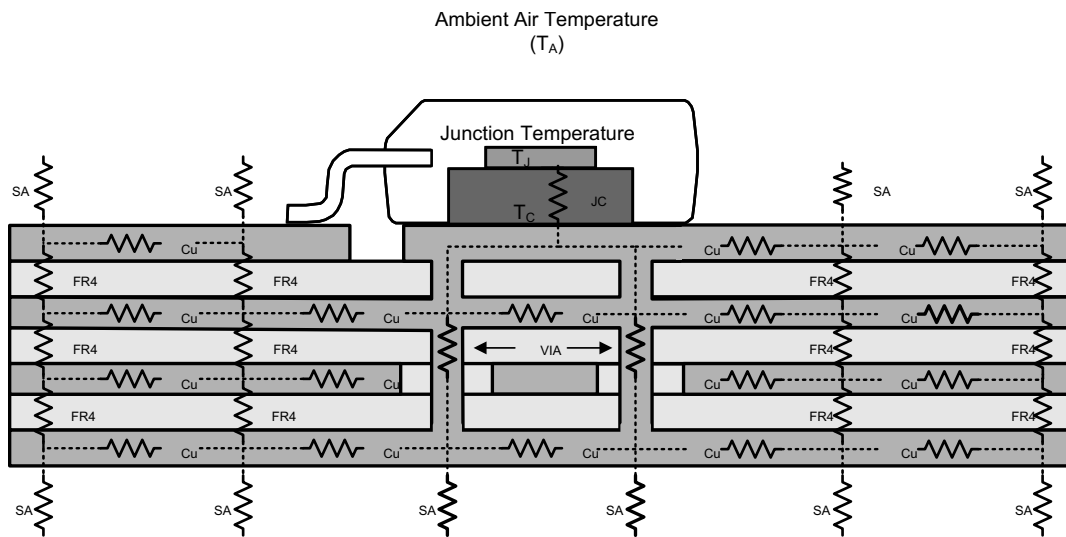 Ambient Air Temperature
(TA)
Junction Temperature
TJ
SA SA TC JC SA SA
Cu Cu Cu
FR4 FR4 FR4 FR4
Cu Cu Cu Cu Cu
FR4 FR4 VIA FR4 FR4
Cu Cu Cu Cu
FR4 FR4 FR4 FR4
Cu Cu Cu Cu Cu
SA SA SA SA SA SA